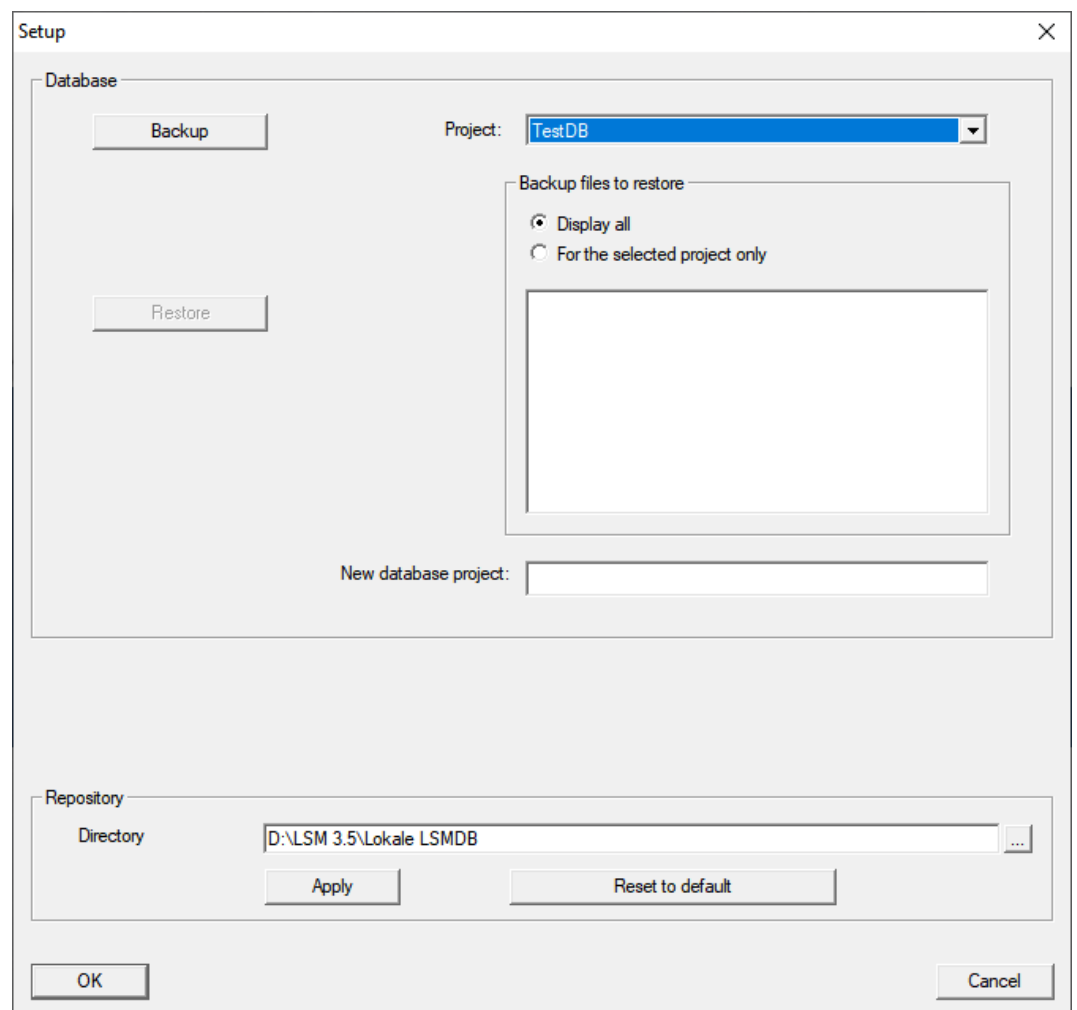 Setup
Database
Backup
Project:
TestDB
Backup files to restore
Display all
For the selected project only
Restore
New database project:
Repository
Directory
D:\LSM 3.5\Lokale LSMDB
...
Apply
Reset to default
OK
Cancel